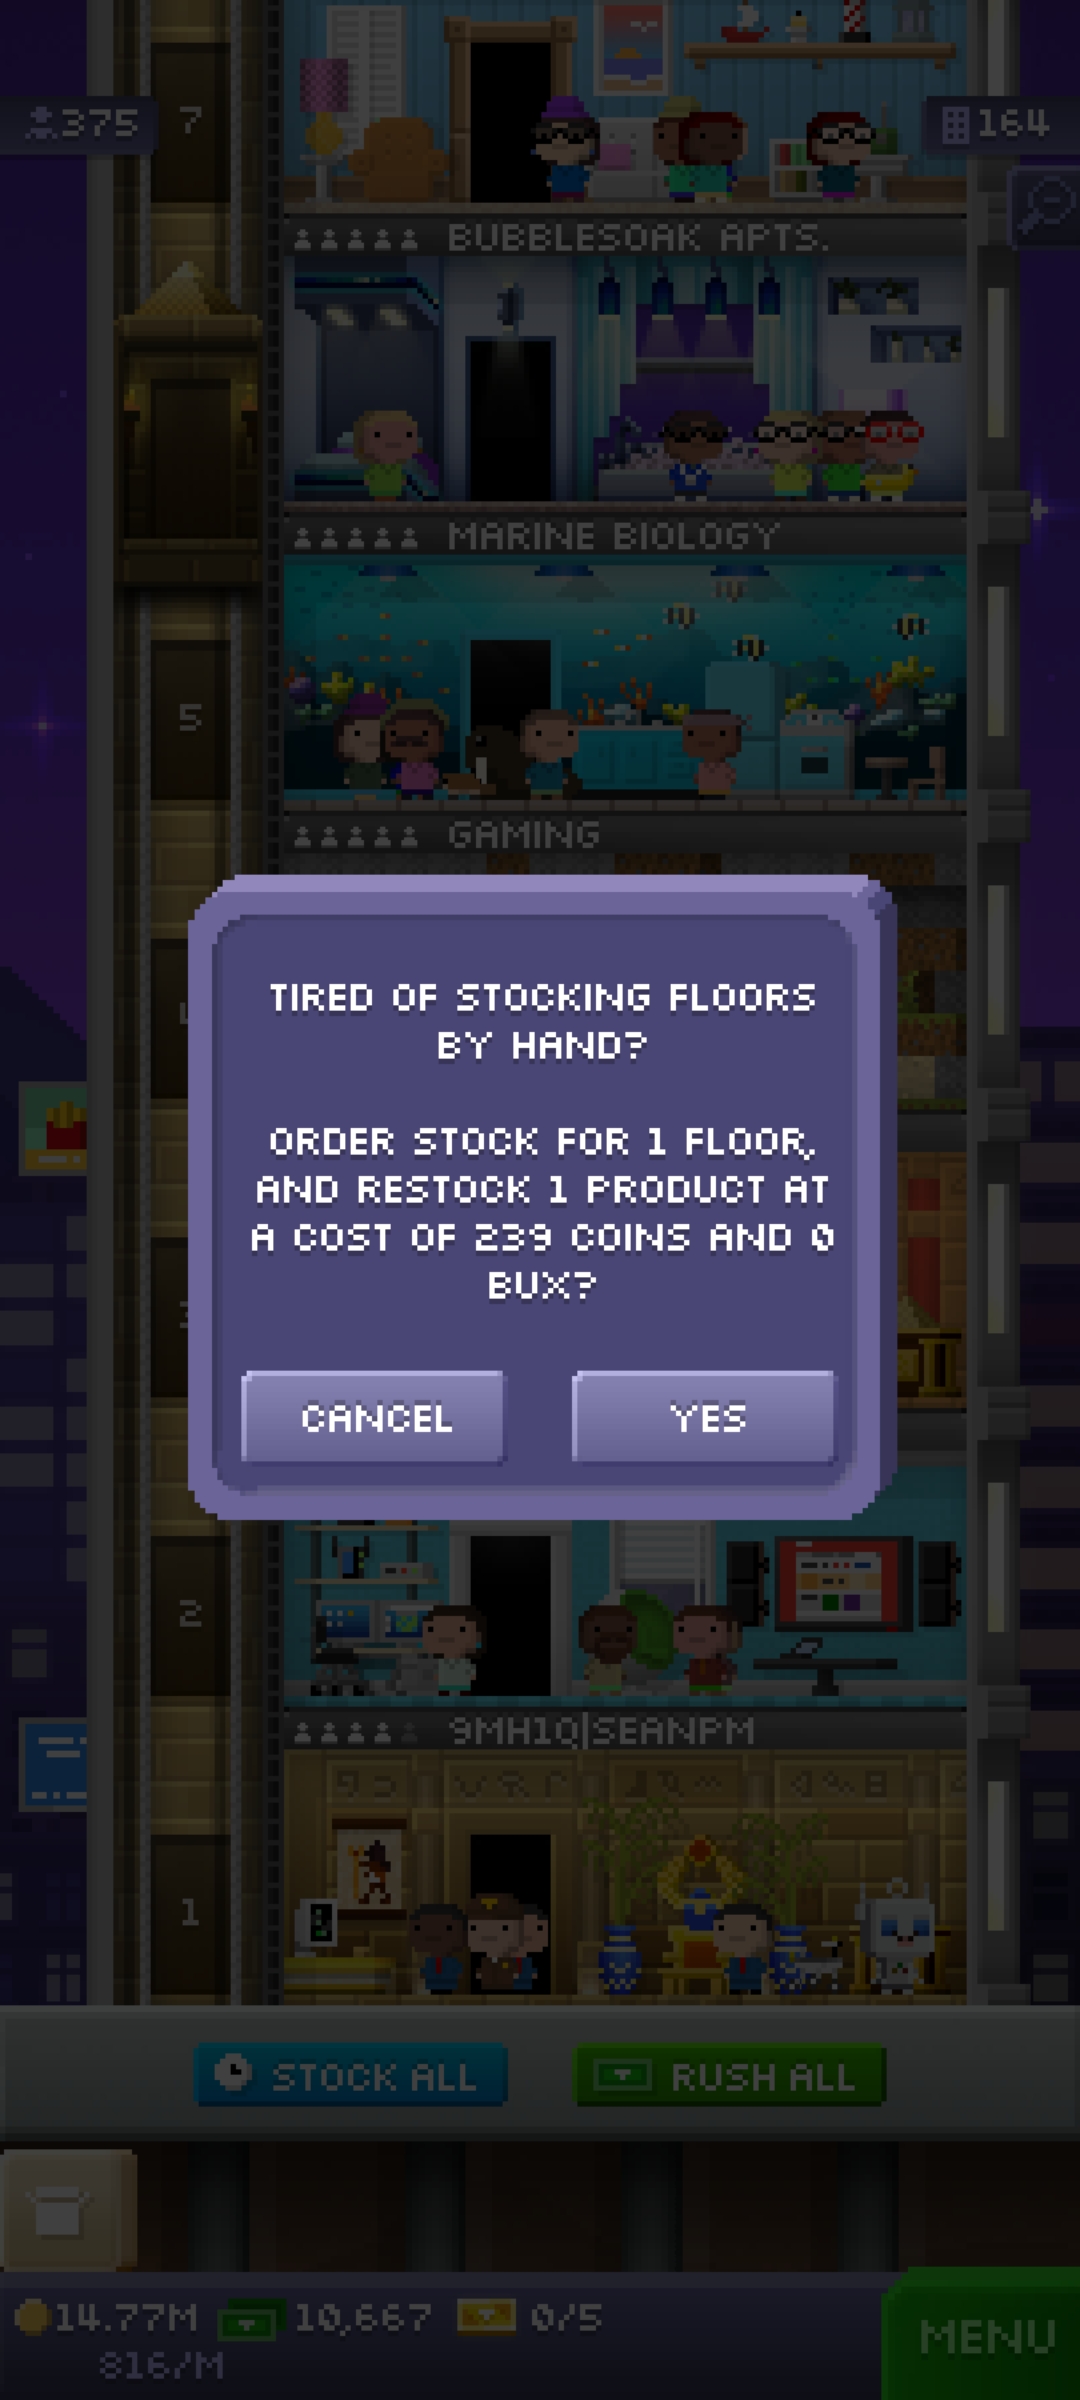 375
7
164
BUBBLESOAK APTS.
MARINE BIOLOGY
5
GAMING
TIRED OF STOCKING FLOORS
BY HAND?
ORDER STOCK FOR 1 FLOOR,
AND RESTOCK 1 PRODUCT AT
A COST OF 239 COINS AND 0
BUX?
CANCEL
YES
2
9MH1Q|SEANPM
1
STOCK ALL
RUSH ALL
14.77M
10,667
0/5
816/M
MENU